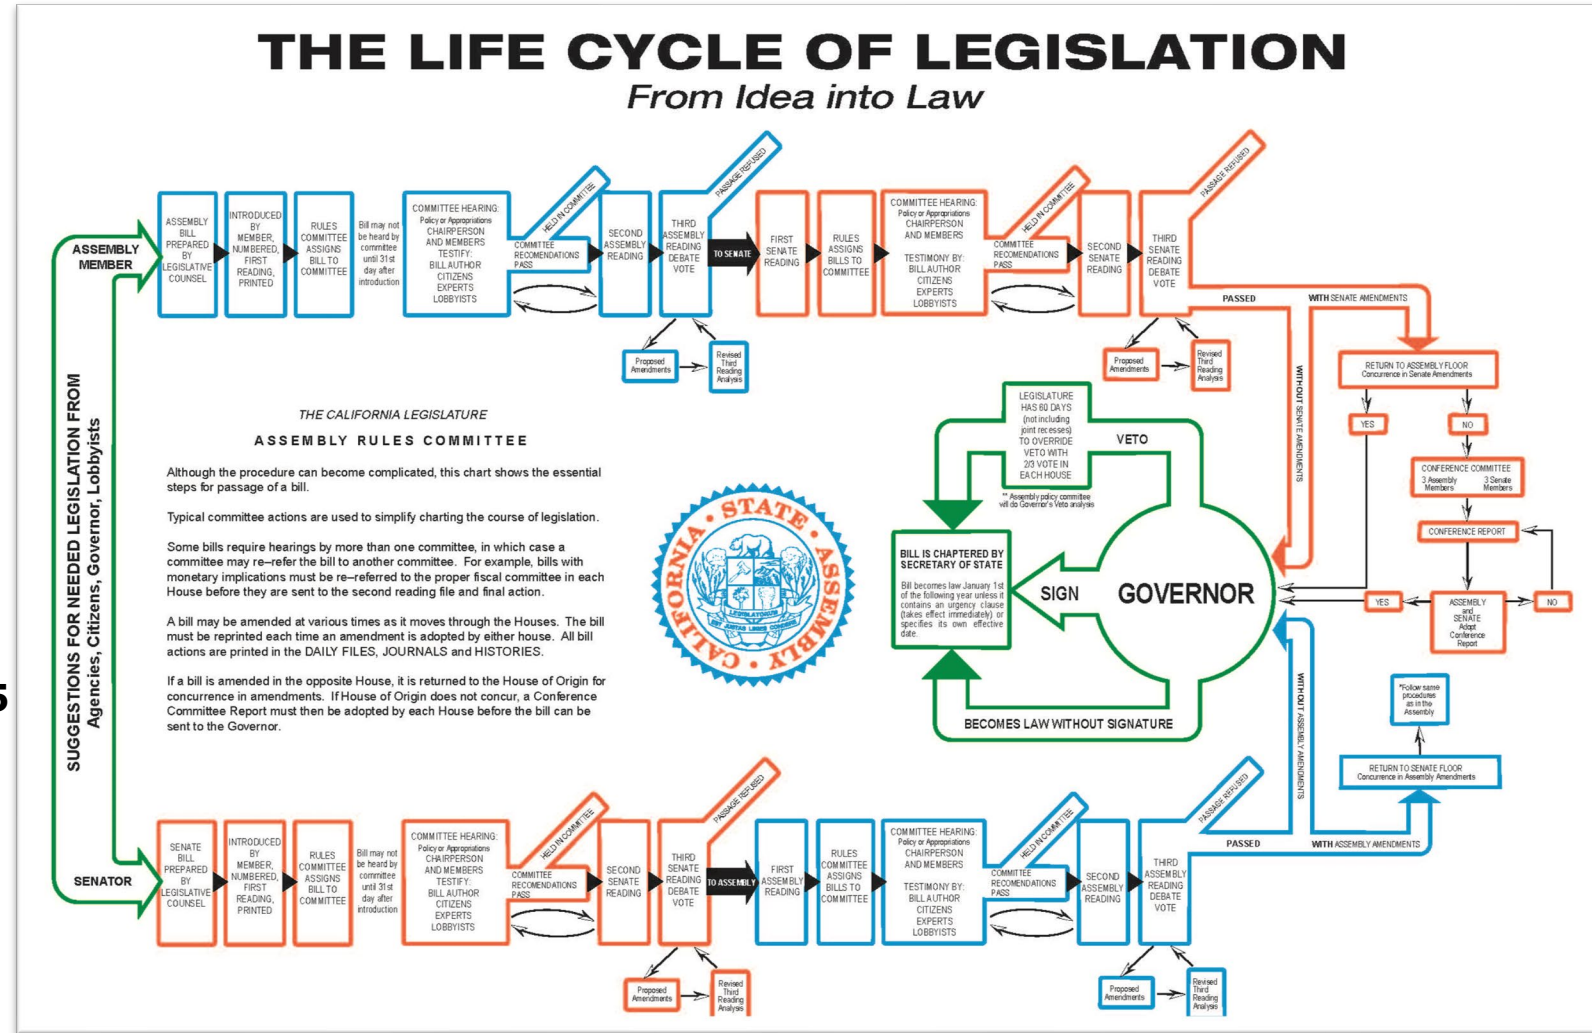 THE LIFE CYCLE OF LEGISLATION
From Idea into Law
SUGGESTIONS FOR NEEDED LEGISLATION FROM
Agencies, Citizens, Governor, Lobbyists
ASSEMBLY
MEMBER
ASSEMBLY
BILL
PREPARED
BY
LEGISLATIVE
COUNSEL
INTRODUCED
BY
MEMBER,
NUMBERED,
FIRST
READING,
PRINTED
RULES
COMMITTEE
ASSIGNS
BILL TO
COMMITTEE
Bill may not
be heard by
committee
until 31st
day after
introduction
COMMITTEE HEARING:
Policy or Appropriations
CHAIRPERSON
AND MEMBERS
TESTIFY:
BILL AUTHOR
CITIZENS
EXPERTS
LOBBYISTS
HELD IN COMMITTEE
COMMITTEE
RECOMENDATIONS
PASS
SECOND
ASSEMBLY
READING
THIRD
ASSEMBLY
READING
DEBATE
VOTE
PASSAGE REFUSED
Proposed
Amendments
Revised
Third
Reading
Analysis
TO SENATE
FIRST
SENATE
READING
RULES
ASSIGNS
BILLS TO
COMMITTEE
COMMITTEE HEARING:
Policy or Appropriations
CHAIRPERSON
AND MEMBERS
TESTIMONY BY:
BILL AUTHOR
CITIZENS
EXPERTS
LOBBYISTS
HELD IN COMMITTEE
COMMITTEE
RECOMENDATIONS
PASS
SECOND
SENATE
READING
THIRD
SENATE
READING
DEBATE
VOTE
PASSAGE REFUSED
Proposed
Amendments
Revised
Third
Reading
Analysis
PASSED
WITH SENATE AMENDMENTS
WITHOUT SENATE AMENDMENTS
RETURN TO ASSEMBLY FLOOR
Concurrence in Senate Amendments
YES
NO
CONFERENCE COMMITTEE
3 Assembly
Members
3 Senate
Members
CONFERENCE REPORT
ASSEMBLY
and
SENATE
Adopt
Conference
Report
YES
NO
THE CALIFORNIA LEGISLATURE
ASSEMBLY RULES COMMITTEE
Although the procedure can become complicated, this chart shows the essential
steps for passage of a bill.
Typical committee actions are used to simplify charting the course of legislation.
Some bills require hearings by more than one committee, in which case a
committee may re–refer the bill to another committee. For example, bills with
monetary implications must be re–referred to the proper fiscal committee in each
House before they are sent to the second reading file and final action.
A bill may be amended at various times as it moves through the Houses. The bill
must be reprinted each time an amendment is adopted by either house. All bill
actions are printed in the DAILY FILES, JOURNALS and HISTORIES.
If a bill is amended in the opposite House, it is returned to the House of Origin for
concurrence in amendments. If House of Origin does not concur, a Conference
Committee Report must then be adopted by each House before the bill can be
sent to the Governor.
CALIFORNIA • STATE • ASSEMBLY
LEGISLATORUM
EST JUSTAS LEGES CONDERE
LEGISLATURE
HAS 60 DAYS
(not including
joint recesses)
TO OVERRIDE
VETO WITH
2/3 VOTE IN
EACH HOUSE
VETO
** Assembly policy committee
will do Governor's Veto analysis
BILL IS CHAPTERED BY
SECRETARY OF STATE
Bill becomes law January 1st
of the following year unless it
contains an urgency clause
(takes effect immediately) or
specifies its own effective
date.
SIGN
GOVERNOR
BECOMES LAW WITHOUT SIGNATURE
5
SENATOR
SENATE
BILL
PREPARED
BY
LEGISLATIVE
COUNSEL
INTRODUCED
BY
MEMBER,
NUMBERED,
FIRST
READING,
PRINTED
RULES
COMMITTEE
ASSIGNS
BILL TO
COMMITTEE
Bill may not
be heard by
committee
until 31st
day after
introduction
COMMITTEE HEARING:
Policy or Appropriations
CHAIRPERSON
AND MEMBERS
TESTIFY:
BILL AUTHOR
CITIZENS
EXPERTS
LOBBYISTS
HELD IN COMMITTEE
COMMITTEE
RECOMENDATIONS
PASS
SECOND
SENATE
READING
THIRD
SENATE
READING
DEBATE
VOTE
PASSAGE REFUSED
Proposed
Amendments
Revised
Third
Reading
Analysis
TO ASSEMBLY
FIRST
ASSEMBLY
READING
RULES
COMMITTEE
ASSIGNS
BILLS TO
COMMITTEE
COMMITTEE HEARING:
Policy or Appropriations
CHAIRPERSON
AND MEMBERS
TESTIMONY BY:
BILL AUTHOR
CITIZENS
EXPERTS
LOBBYISTS
HELD IN COMMITTEE
COMMITTEE
RECOMENDATIONS
PASS
SECOND
ASSEMBLY
READING
THIRD
ASSEMBLY
READING
DEBATE
VOTE
PASSAGE REFUSED
Proposed
Amendments
Revised
Third
Reading
Analysis
PASSED
WITH ASSEMBLY AMENDMENTS
WITHOUT ASSEMBLY AMENDMENTS
RETURN TO SENATE FLOOR
Concurrence in Assembly Amendments
*Follow same
procedures
as in the
Assembly